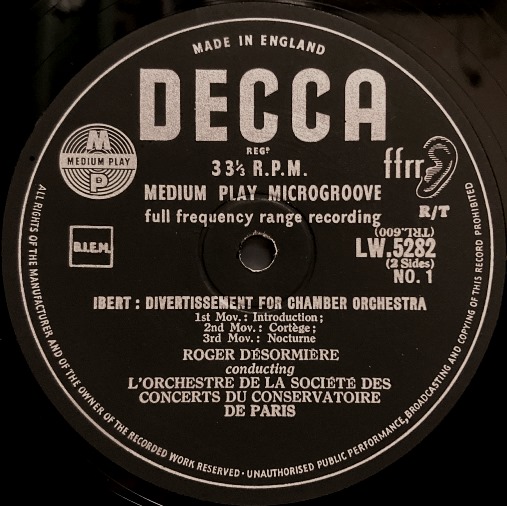 MADE IN ENGLAND
DECCA
REGD
33⅓ R.P.M.
M
MEDIUM PLAY
P
ffrr
MEDIUM PLAY MICROGROOVE
R/T
full frequency range recording
(TRL.600)
B.I.E.M.
LW.5282
(2 Sides)
NO. 1
IBERT : DIVERTISSEMENT FOR CHAMBER ORCHESTRA
1st Mov.: Introduction;
2nd Mov.: Cortège;
3rd Mov.: Nocturne
ROGER DÉSORMIÈRE
conducting
L'ORCHESTRE DE LA SOCIÉTÉ DES
CONCERTS DU CONSERVATOIRE
DE PARIS
ALL RIGHTS OF THE MANUFACTURER AND OF THE OWNER OF THE RECORDED WORK RESERVED · UNAUTHORISED PUBLIC PERFORMANCE, BROADCASTING AND COPYING OF THIS RECORD PROHIBITED